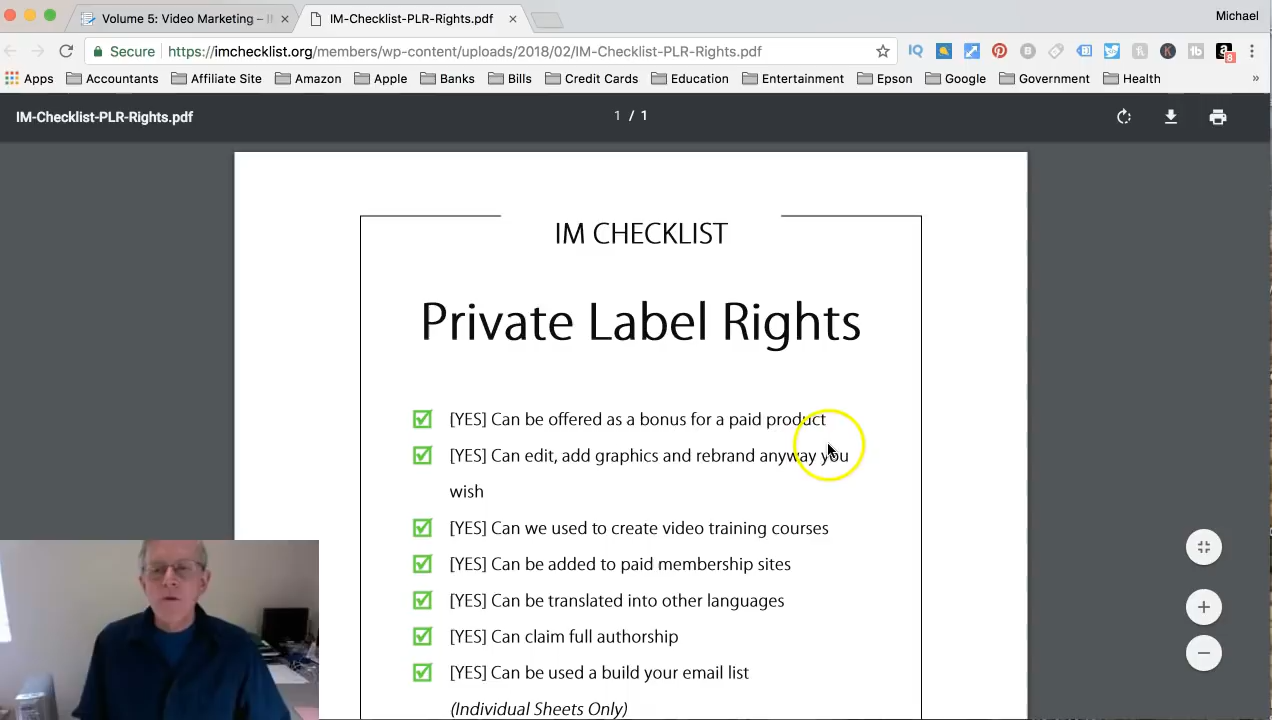 Volume 5: Video Marketing – I
IM-Checklist-PLR-Rights.pdf
Michael
Secure
https://imchecklist.org/members/wp-content/uploads/2018/02/IM-Checklist-PLR-Rights.pdf
IQ
B
h
K
tb
a
8
Apps
Accountants
Affiliate Site
Amazon
Apple
Banks
Bills
Credit Cards
Education
Entertainment
Epson
Google
Government
Health
»
IM-Checklist-PLR-Rights.pdf
1 / 1
IM CHECKLIST
Private Label Rights
[YES] Can be offered as a bonus for a paid product
[YES] Can edit, add graphics and rebrand anyway you
wish
[YES] Can we used to create video training courses
[YES] Can be added to paid membership sites
[YES] Can be translated into other languages
[YES] Can claim full authorship
[YES] Can be used a build your email list
(Individual Sheets Only)